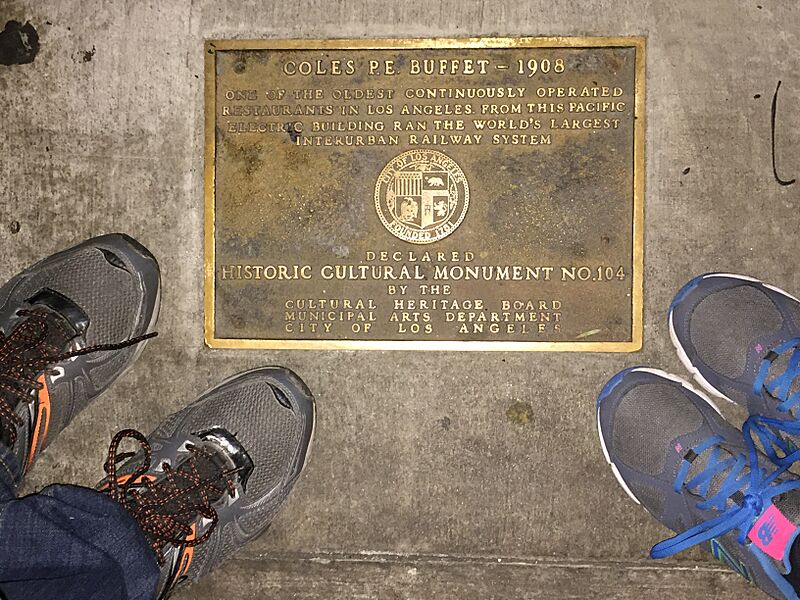 COLES P.E. BUFFET – 1908
ONE OF THE OLDEST CONTINUOUSLY OPERATED
RESTAURANTS IN LOS ANGELES. FROM THIS PACIFIC
ELECTRIC BUILDING RAN THE WORLD'S LARGEST
INTERURBAN RAILWAY SYSTEM
CITY OF LOS ANGELES
FOUNDED 1781
DECLARED
HISTORIC CULTURAL MONUMENT NO. 104
BY THE
CULTURAL HERITAGE BOARD
MUNICIPAL ARTS DEPARTMENT
CITY OF LOS ANGELES